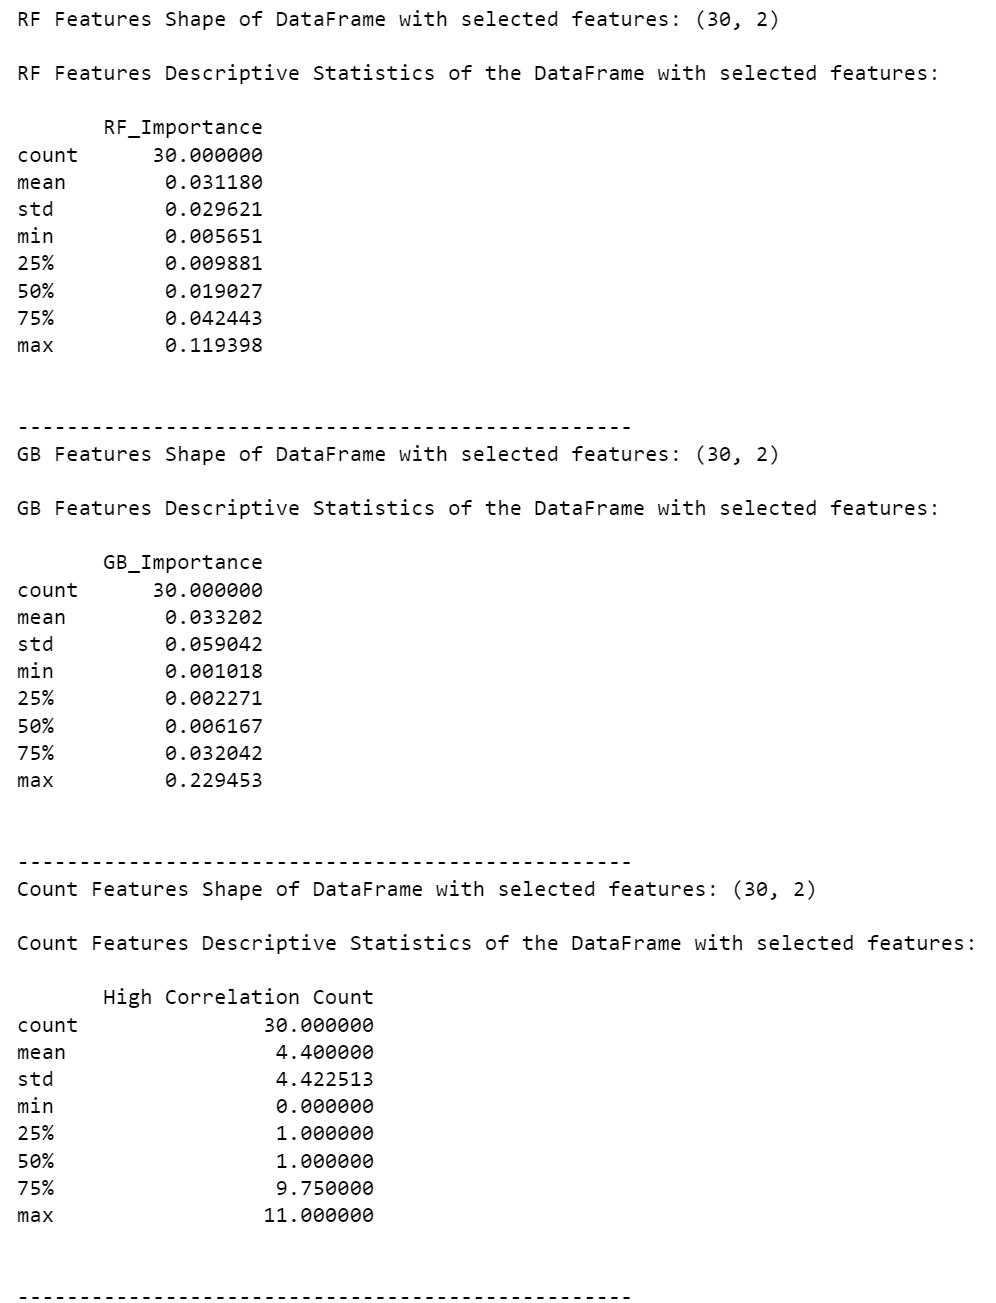 RF Features Shape of DataFrame with selected features: (30, 2)
RF Features Descriptive Statistics of the DataFrame with selected features:
RF_Importance
count 30.000000
mean 0.031180
std 0.029621
min 0.005651
25% 0.009881
50% 0.019027
75% 0.042443
max 0.119398
--------------------------------------------------
GB Features Shape of DataFrame with selected features: (30, 2)
GB Features Descriptive Statistics of the DataFrame with selected features:
GB_Importance
count 30.000000
mean 0.033202
std 0.059042
min 0.001018
25% 0.002271
50% 0.006167
75% 0.032042
max 0.229453
--------------------------------------------------
Count Features Shape of DataFrame with selected features: (30, 2)
Count Features Descriptive Statistics of the DataFrame with selected features:
High Correlation Count
count 30.000000
mean 4.400000
std 4.422513
min 0.000000
25% 1.000000
50% 1.000000
75% 9.750000
max 11.000000
--------------------------------------------------